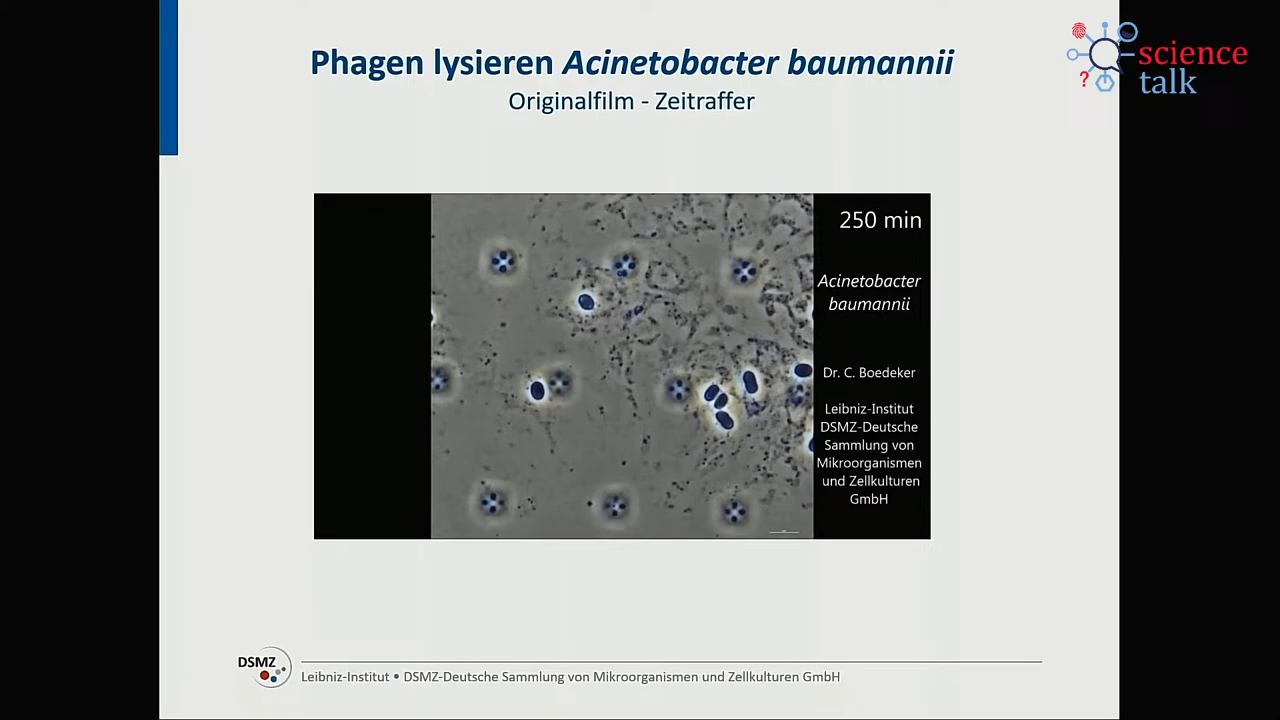 Phagen lysieren Acinetobacter baumannii
Originalfilm - Zeitraffer
science
talk
?
250 min
Acinetobacter
baumannii
Dr. C. Boedeker
Leibniz-Institut
DSMZ-Deutsche
Sammlung von
Mikroorganismen
und Zellkulturen
GmbH
DSMZ
Leibniz-Institut • DSMZ-Deutsche Sammlung von Mikroorganismen und Zellkulturen GmbH